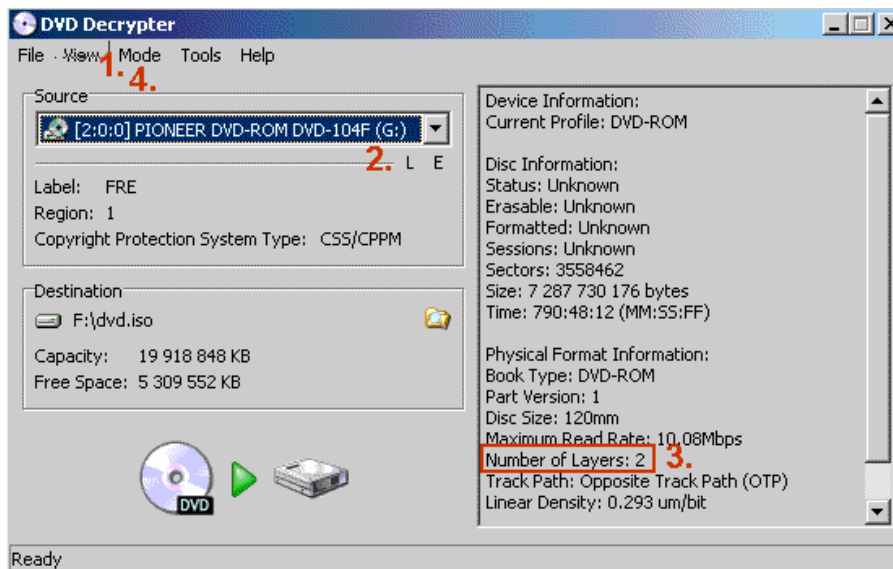 DVD Decrypter
File View Mode Tools Help
1.
4.
Source
[2:0:0] PIONEER DVD-ROM DVD-104F (G:)
2.
L E
Label: FRE
Region: 1
Copyright Protection System Type: CSS/CPPM
Destination
F:\dvd.iso
Capacity: 19 918 848 KB
Free Space: 5 309 552 KB
DVD
Device Information:
Current Profile: DVD-ROM
Disc Information:
Status: Unknown
Erasable: Unknown
Formatted: Unknown
Sessions: Unknown
Sectors: 3558462
Size: 7 287 730 176 bytes
Time: 790:48:12 (MM:SS:FF)
Physical Format Information:
Book Type: DVD-ROM
Part Version: 1
Disc Size: 120mm
Maximum Read Rate: 10.08Mbps
Number of Layers: 2
3.
Track Path: Opposite Track Path (OTP)
Linear Density: 0.293 um/bit
Ready